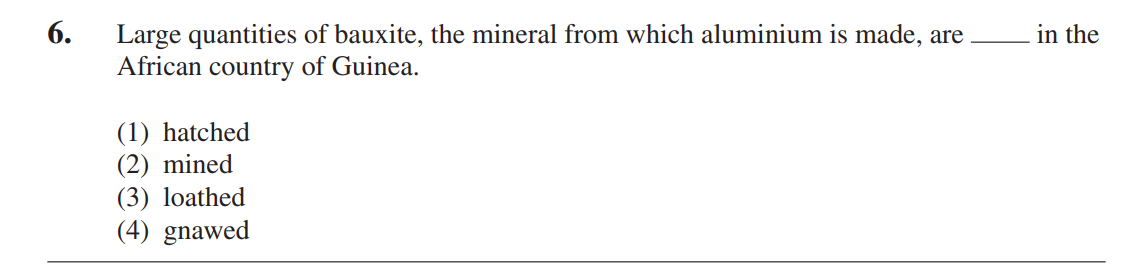 6. Large quantities of bauxite, the mineral from which aluminium is made, are ____ in the
African country of Guinea.
(1) hatched
(2) mined
(3) loathed
(4) gnawed